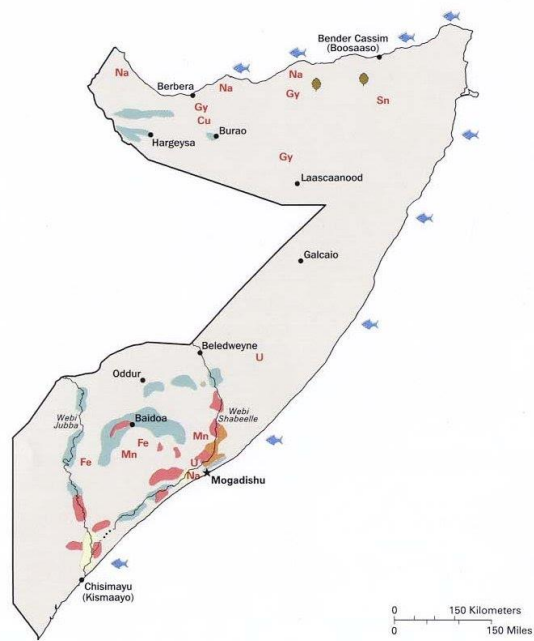 Bender Cassim
(Boosaaso)
Na
Na
Na
Berbera
Gy
Gy
Sn
Cu
Burao
Hargeysa
Gy
Laascaanood
Galcaio
Beledweyne
U
Oddur
Webi
Jubba
Webi
Shabeelle
Baidoa
Mn
Fe
Mn
Fe
U
Na
Mogadishu
Chisimayu
(Kismaayo)
0 150 Kilometers
0 150 Miles